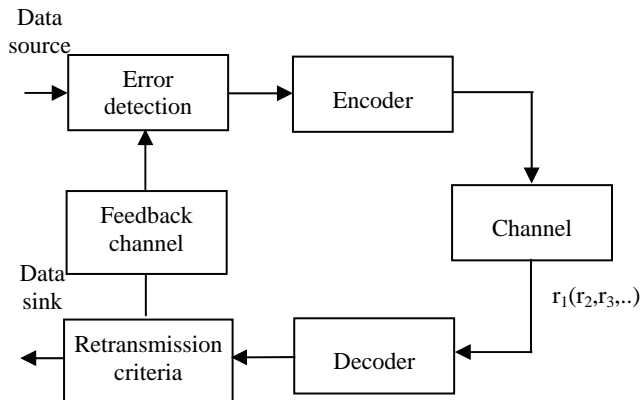 Data
source
Error
detection
Encoder
Feedback
channel
Channel
Data
sink
r₁(r₂,r₃,..)
Retransmission
criteria
Decoder